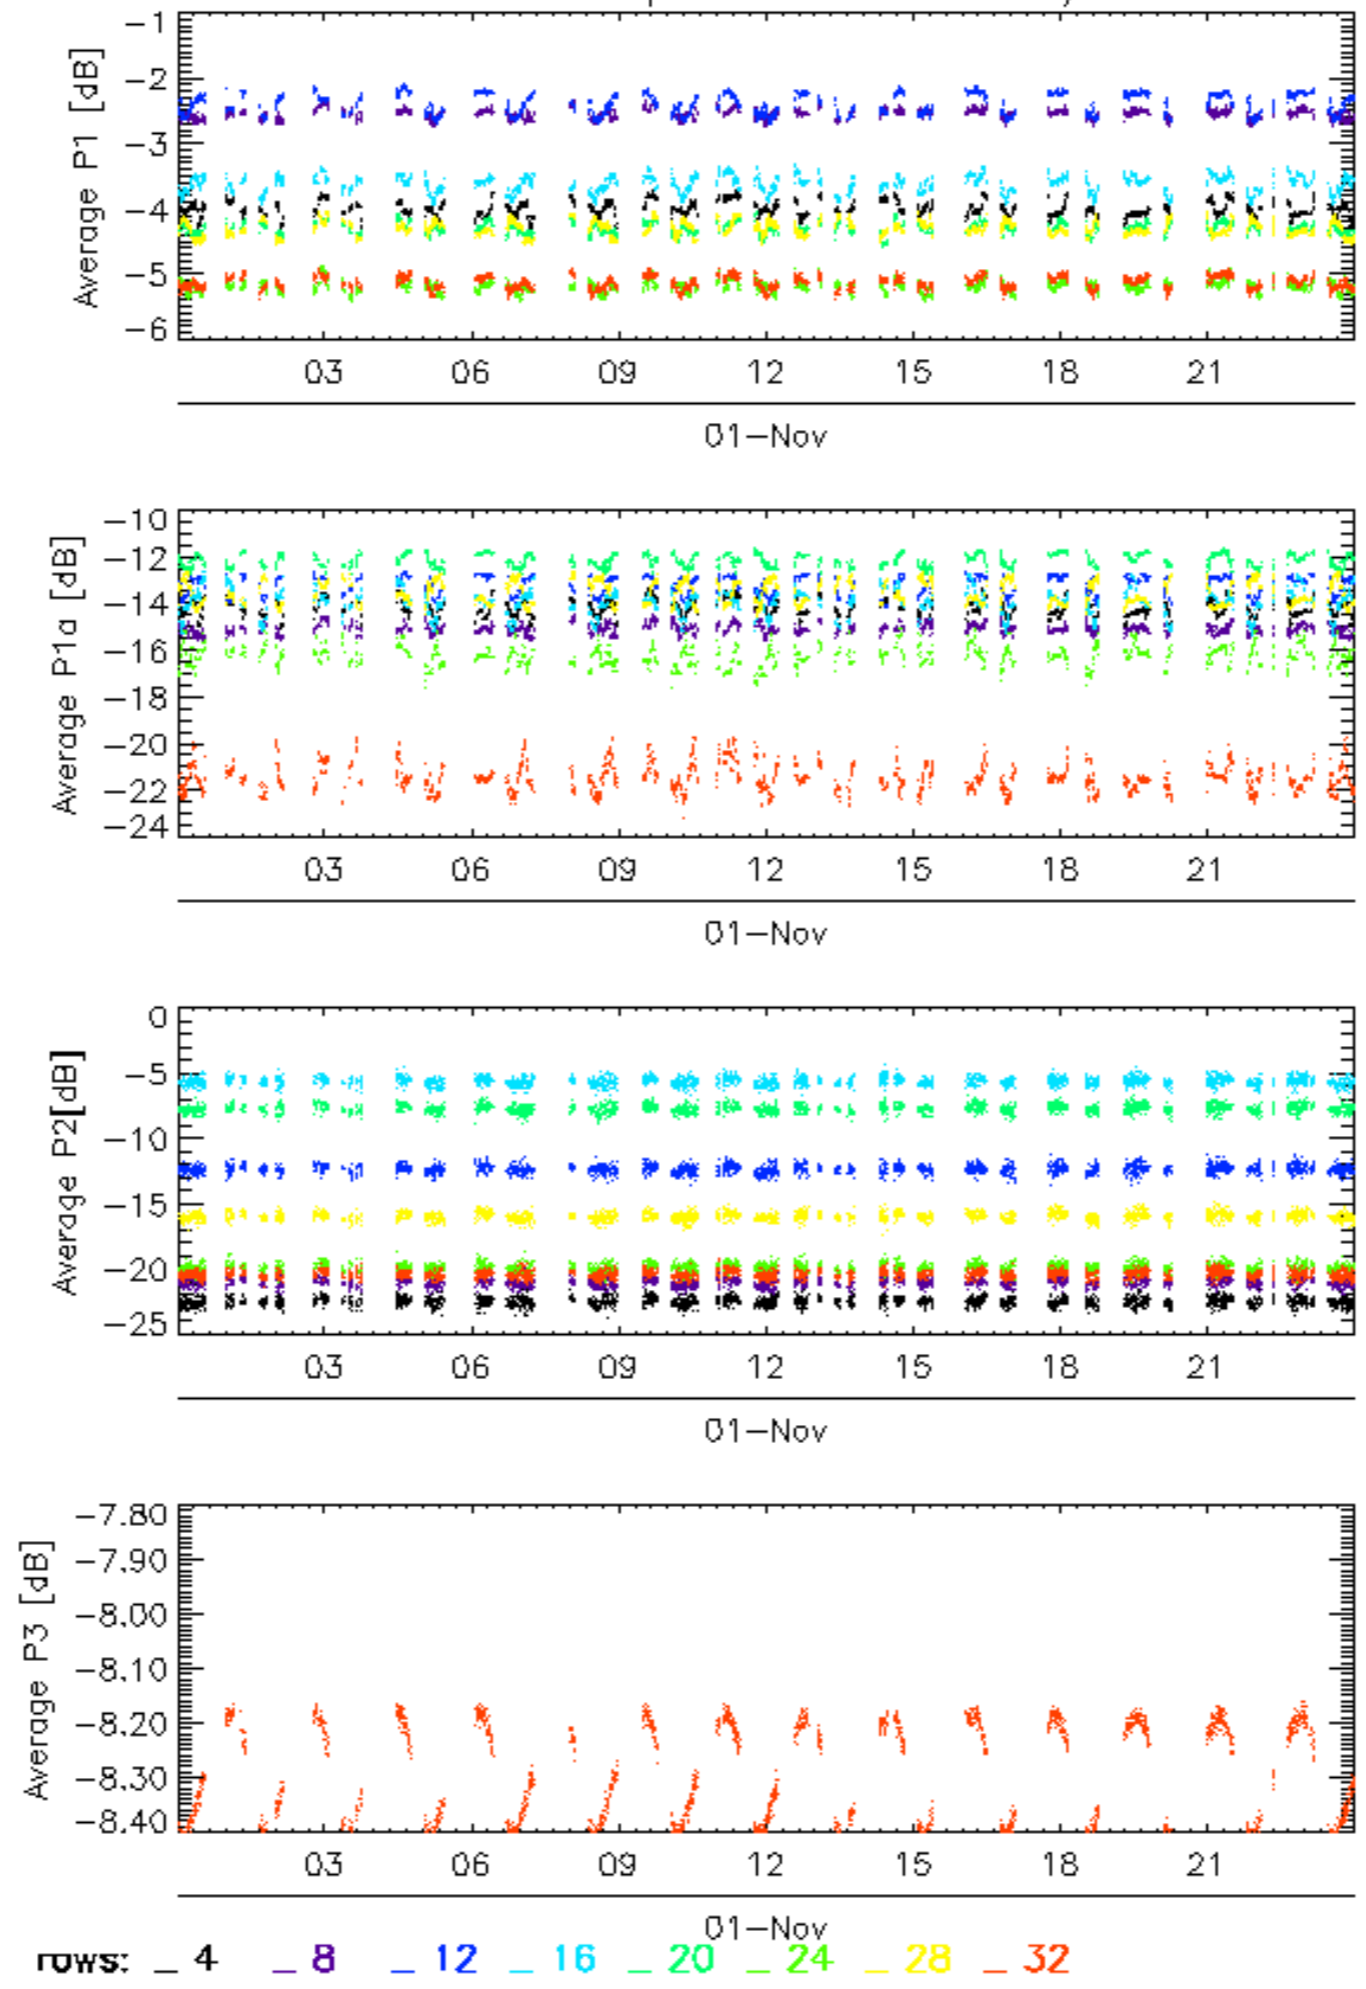 −1
−2
−3
−4
−5
−6
Average P1 [dB]
03 06 09 12 15 18 21
01−Nov
−10
−12
−14
−16
−18
−20
−22
−24
Average P1a [dB]
03 06 09 12 15 18 21
01−Nov
0
−5
−10
−15
−20
−25
Average P2[dB]
03 06 09 12 15 18 21
01−Nov
−7.80
−7.90
−8.00
−8.10
−8.20
−8.30
−8.40
Average P3 [dB]
03 06 09 12 15 18 21
01−Nov
rows: _ 4 _ 8 _ 12 _ 16 _ 20 _ 24 _ 28 _ 32